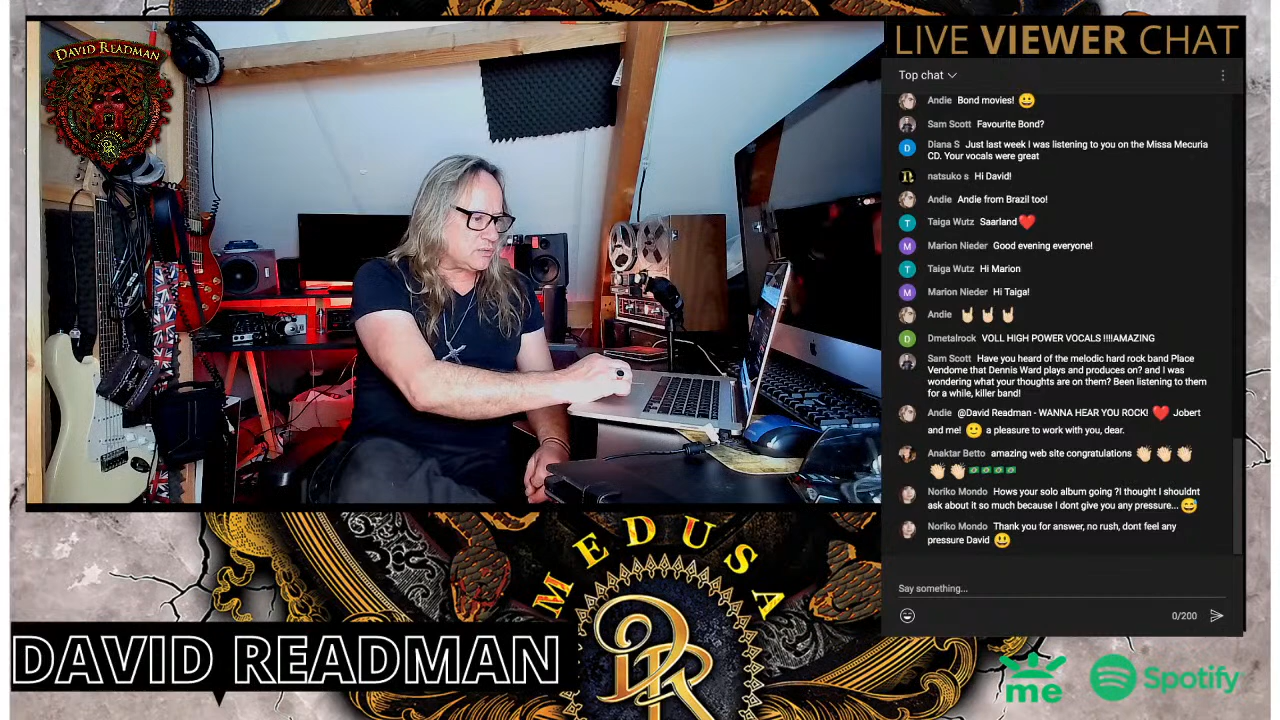 DAVID READMAN
DR
LIVE VIEWER CHAT
Top chat
Andie Bond movies! 😀
Sam Scott Favourite Bond?
D
Diana S Just last week I was listening to you on the Missa Mecuria
CD. Your vocals were great
natsuko s Hi David!
Andie Andie from Brazil too!
T
Taiga Wutz Saarland❤️
M
Marion Nieder Good evening everyone!
T
Taiga Wutz Hi Marion
M
Marion Nieder Hi Taiga!
Andie 🤘🏻 🤘🏻 🤘🏻
D
Dmetalrock VOLL HIGH POWER VOCALS !!!!AMAZING
Sam Scott Have you heard of the melodic hard rock band Place
Vendome that Dennis Ward plays and produces on? and I was
wondering what your thoughts are on them? Been listening to them
for a while, killer band!
Andie @David Readman - WANNA HEAR YOU ROCK! ❤️ Jobert
and me! 🙂 a pleasure to work with you, dear.
Anaktar Betto amazing web site congratulations 👏🏻 👏🏻 👏🏻
👏🏻 👏🏻 🇧🇷 🇧🇷 🇧🇷 🇧🇷
Noriko Mondo Hows your solo album going ?I thought I shouldnt
ask about it so much because I dont give you any pressure... 😅
Noriko Mondo Thank you for answer, no rush, dont feel any
pressure David 😃
Say something...
0/200
MEDUSA
DR
DAVID READMAN
me
Spotify